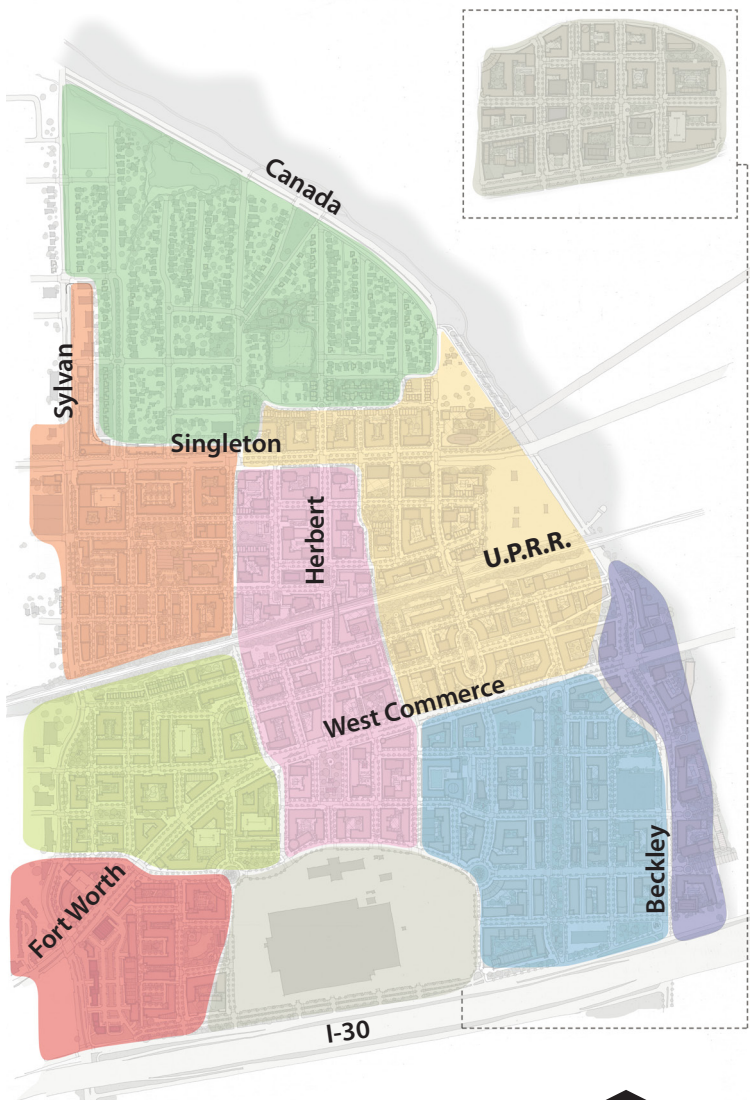 Canada
Sylvan
Singleton
Herbert
U.P.R.R.
West Commerce
Beckley
Fort Worth
I-30